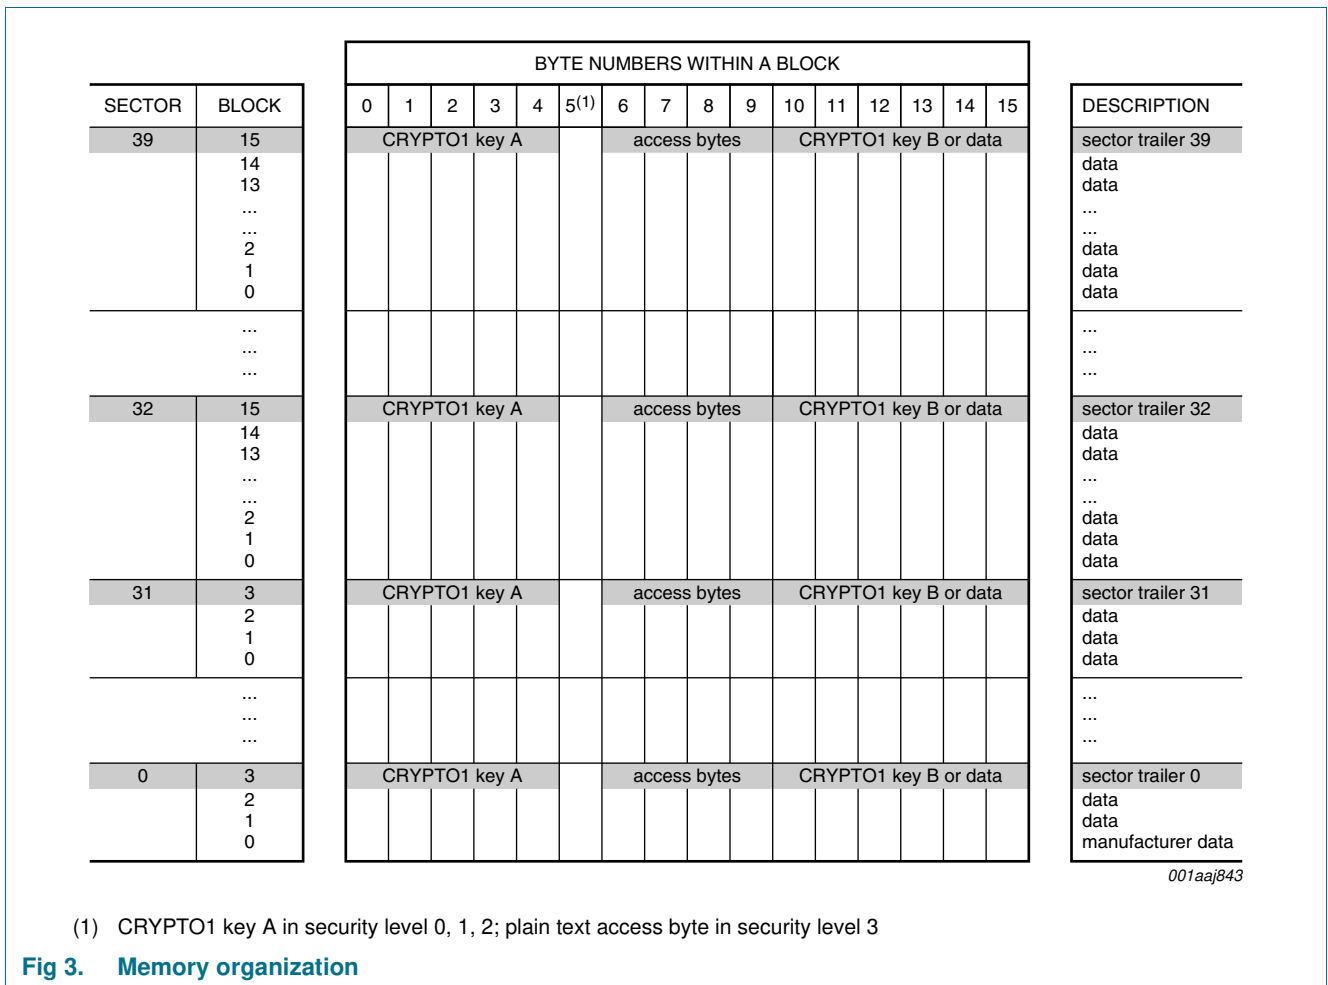 BYTE NUMBERS WITHIN A BLOCK
SECTOR BLOCK 0 1 2 3 4 5(1) 6 7 8 9 10 11 12 13 14 15 DESCRIPTION
39 15 CRYPTO1 key A access bytes CRYPTO1 key B or data sector trailer 39
14 data
13 data
... ...
... ...
2 data
1 data
0 data
... ...
... ...
... ...
32 15 CRYPTO1 key A access bytes CRYPTO1 key B or data sector trailer 32
14 data
13 data
... ...
... ...
2 data
1 data
0 data
31 3 CRYPTO1 key A access bytes CRYPTO1 key B or data sector trailer 31
2 data
1 data
0 data
... ...
... ...
... ...
0 3 CRYPTO1 key A access bytes CRYPTO1 key B or data sector trailer 0
2 data
1 data
0 manufacturer data
001aaj843
(1) CRYPTO1 key A in security level 0, 1, 2; plain text access byte in security level 3
Fig 3. Memory organization